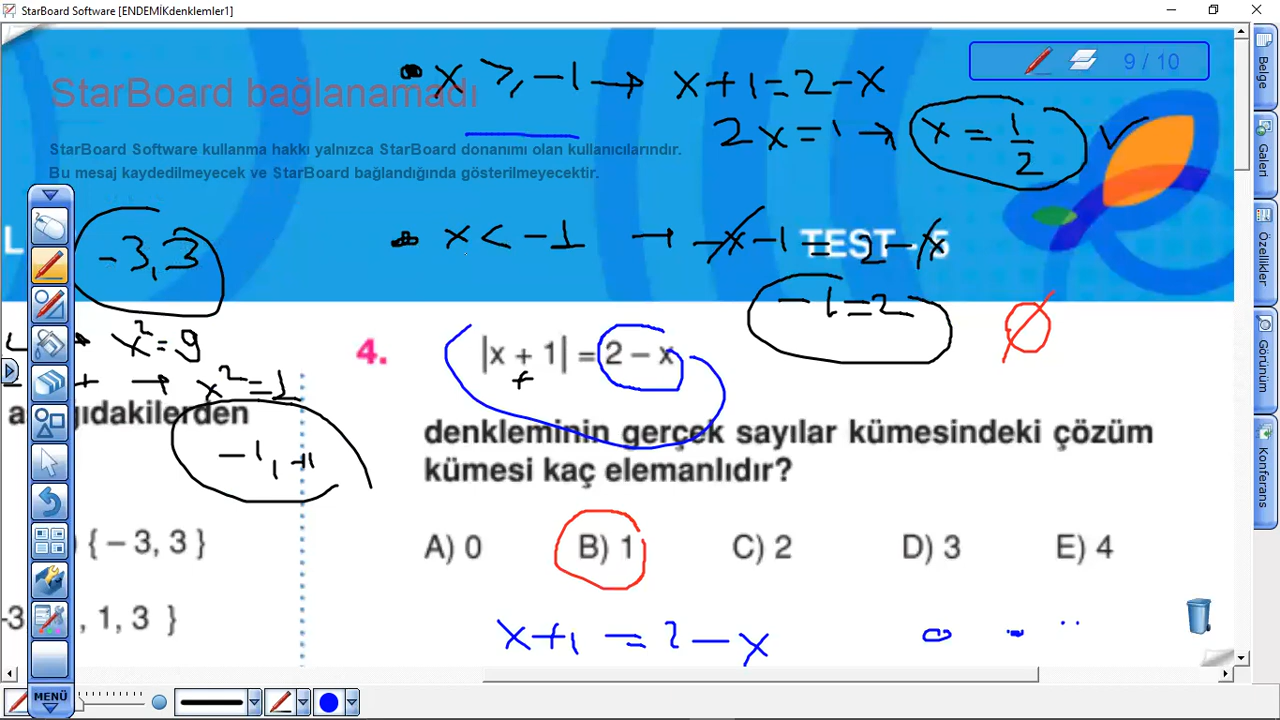 StarBoard Software [ENDEMİKdenklemler1]
StarBoard bağlanamadı
StarBoard Software kullanma hakkı yalnızca StarBoard donanımı olan kullanıcılarındır.
Bu mesaj kaydedilmeyecek ve StarBoard bağlandığında gösterilmeyecektir.
9 / 10
x ≥ -1 → x+1=2-x
2x=1 → x = 1/2 ✓
x < -1 → -x-1 = 2-x
-1=2
∅
TEST
-3,3
x²=9
+ → x²=1
-1, +1
{ – 3, 3 }
, 1, 3 }
4. |x + 1| = 2 – x
+
denkleminin gerçek sayılar kümesindeki çözüm
kümesi kaç elemanlıdır?
A) 0 B) 1 C) 2 D) 3 E) 4
x+1 = 2-x
MENÜ
Belge
Galeri
Özellikler
Görünüm
Konferans